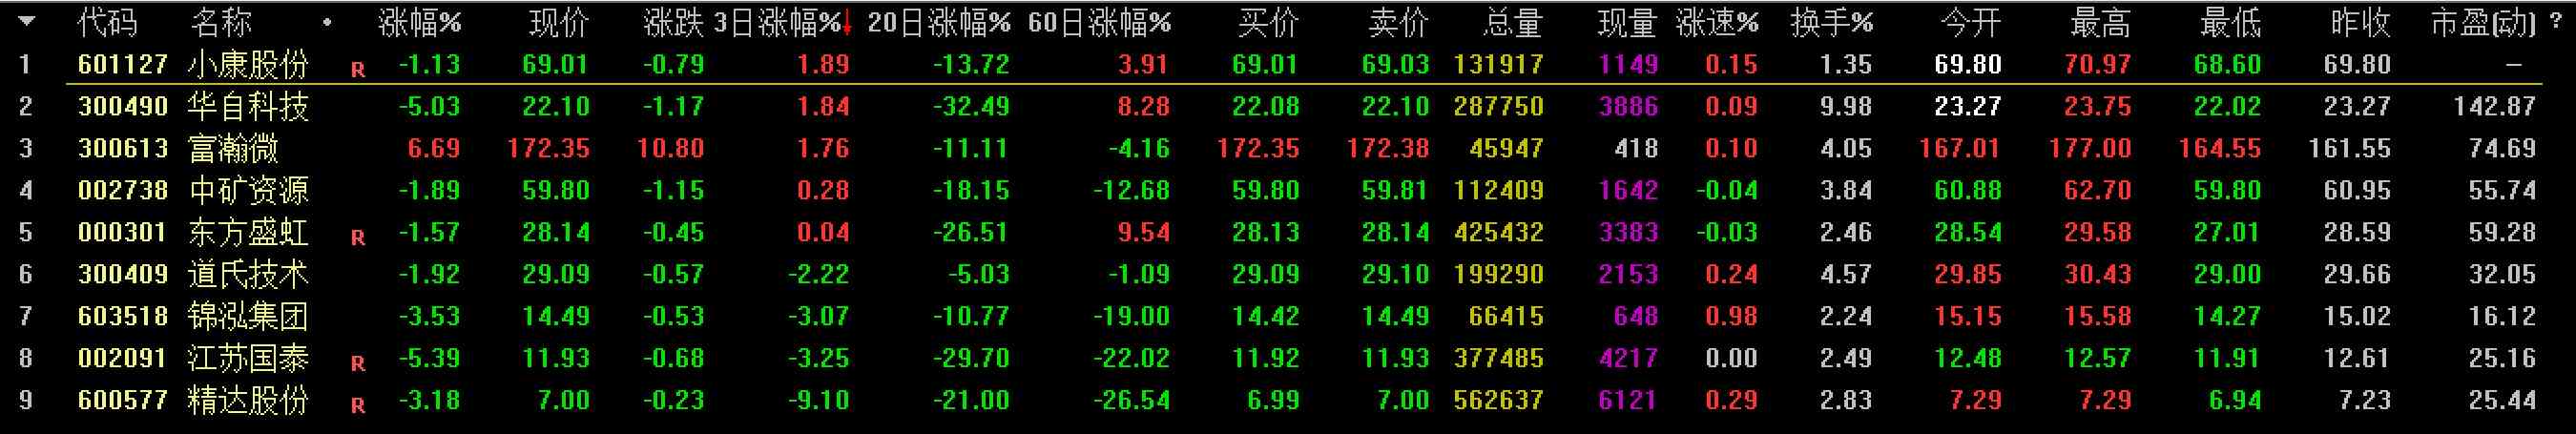 代码 名称 • 涨幅% 现价 涨跌 3日涨幅%↓ 20日涨幅% 60日涨幅% 买价 卖价 总量 现量 涨速% 换手% 今开 最高 最低 昨收 市盈(动) ?
1 601127 小康股份 R -1.13 69.01 -0.79 1.89 -13.72 3.91 69.01 69.03 131917 1149 0.15 1.35 69.80 70.97 68.60 69.80 —
2 300490 华自科技 -5.03 22.10 -1.17 1.84 -32.49 8.28 22.08 22.10 287750 3886 0.09 9.98 23.27 23.75 22.02 23.27 142.87
3 300613 富瀚微 6.69 172.35 10.80 1.76 -11.11 -4.16 172.35 172.38 45947 418 0.10 4.05 167.01 177.00 164.55 161.55 74.69
4 002738 中矿资源 -1.89 59.80 -1.15 0.28 -18.15 -12.68 59.80 59.81 112409 1642 -0.04 3.84 60.88 62.70 59.80 60.95 55.74
5 000301 东方盛虹 R -1.57 28.14 -0.45 0.04 -26.51 9.54 28.13 28.14 425432 3383 -0.03 2.46 28.54 29.58 27.01 28.59 59.28
6 300409 道氏技术 -1.92 29.09 -0.57 -2.22 -5.03 -1.09 29.09 29.10 199290 2153 0.24 4.57 29.85 30.43 29.00 29.66 32.05
7 603518 锦泓集团 -3.53 14.49 -0.53 -3.07 -10.77 -19.00 14.42 14.49 66415 648 0.98 2.24 15.15 15.58 14.27 15.02 16.12
8 002091 江苏国泰 R -5.39 11.93 -0.68 -3.25 -29.70 -22.02 11.92 11.93 377485 4217 0.00 2.49 12.48 12.57 11.91 12.61 25.16
9 600577 精达股份 R -3.18 7.00 -0.23 -9.10 -21.00 -26.54 6.99 7.00 562637 6121 0.29 2.83 7.29 7.29 6.94 7.23 25.44